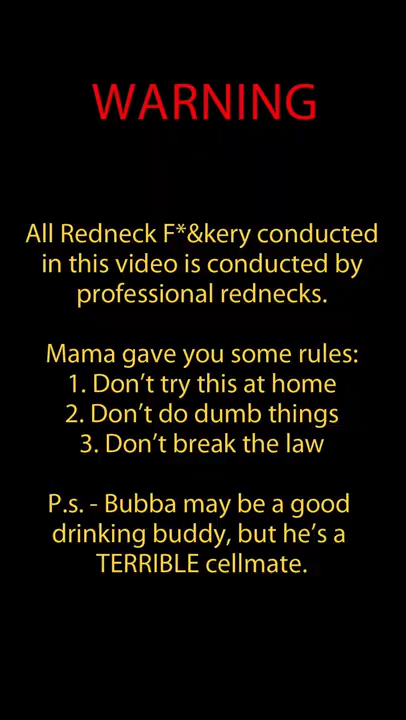 WARNING
All Redneck F*&kery conducted
in this video is conducted by
professional rednecks.
Mama gave you some rules:
1. Don't try this at home
2. Don't do dumb things
3. Don't break the law
P.s. - Bubba may be a good
drinking buddy, but he's a
TERRIBLE cellmate.